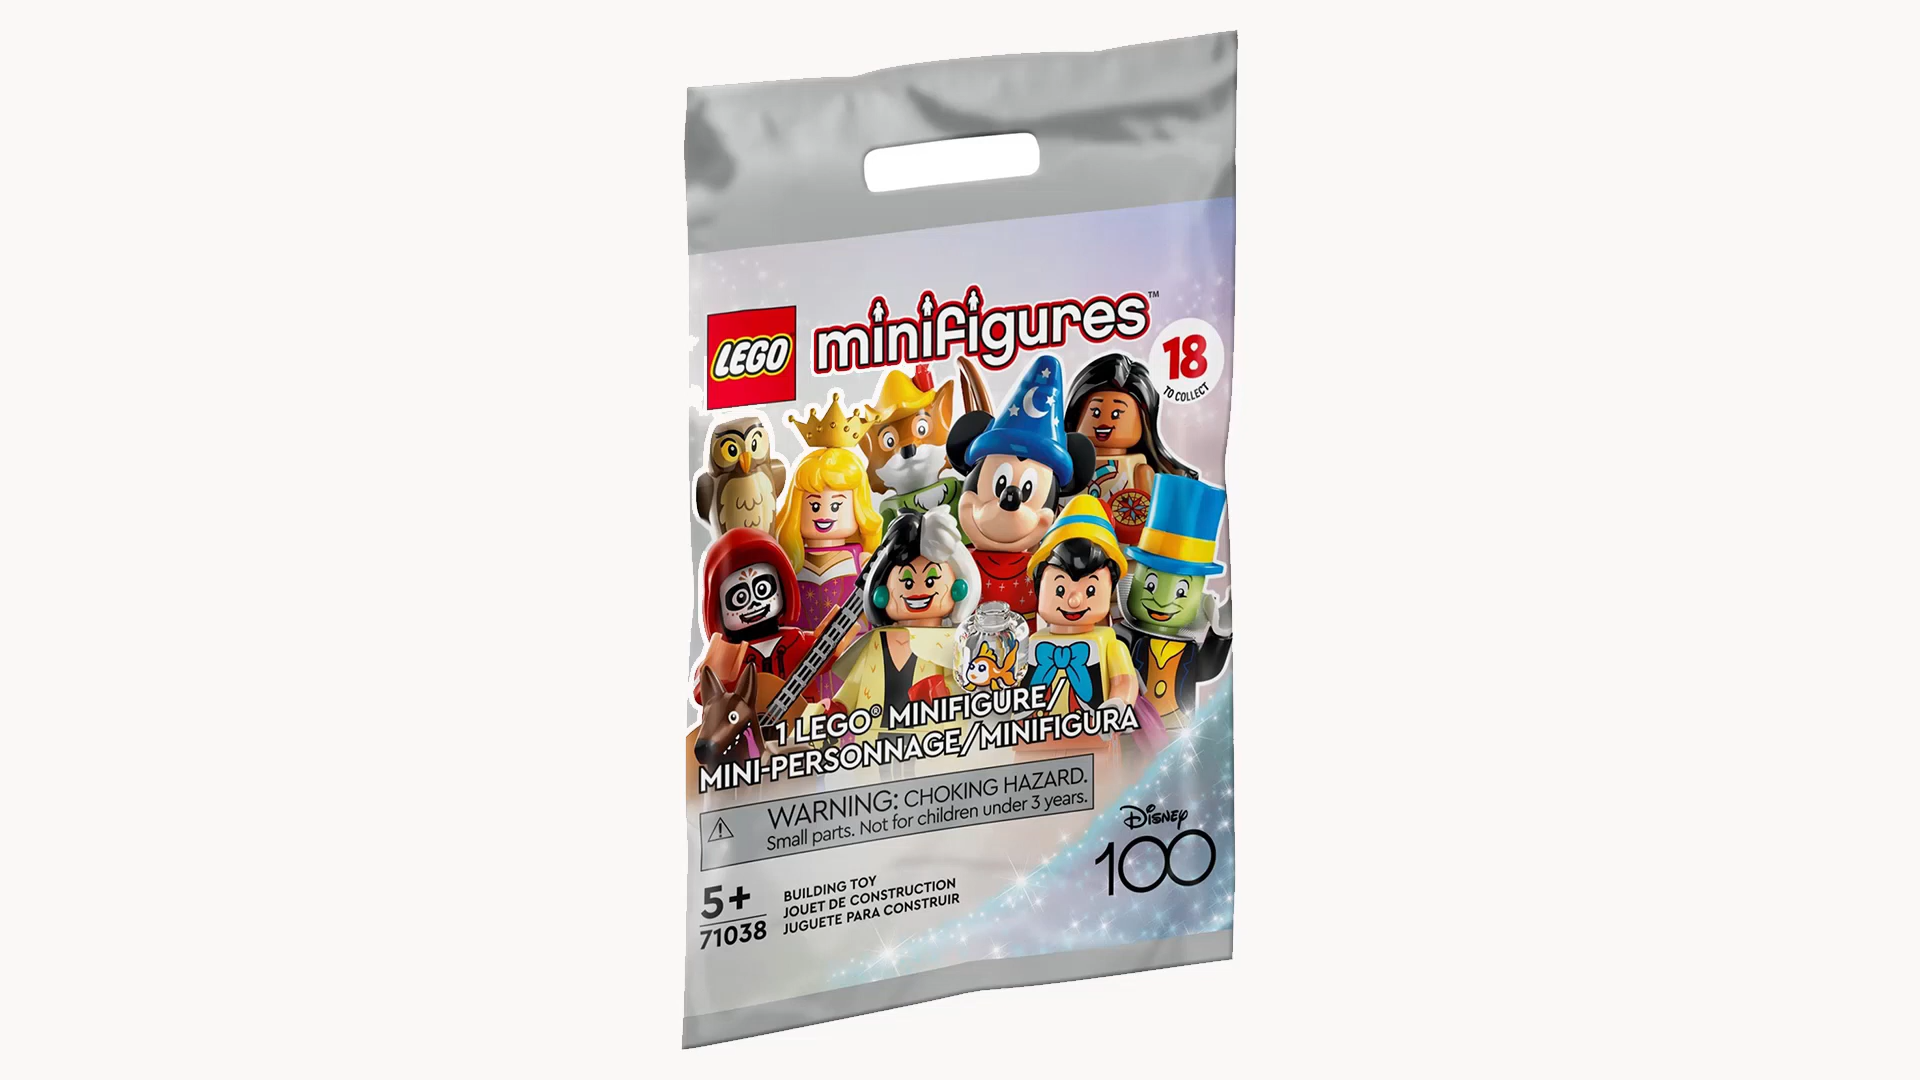 LEGO
minifigures™
18
TO COLLECT
1 LEGO® MINIFIGURE/
MINI-PERSONNAGE/MINIFIGURA
WARNING: CHOKING HAZARD.
Small parts. Not for children under 3 years.
Disney
100
5+
71038
BUILDING TOY
JOUET DE CONSTRUCTION
JUGUETE PARA CONSTRUIR